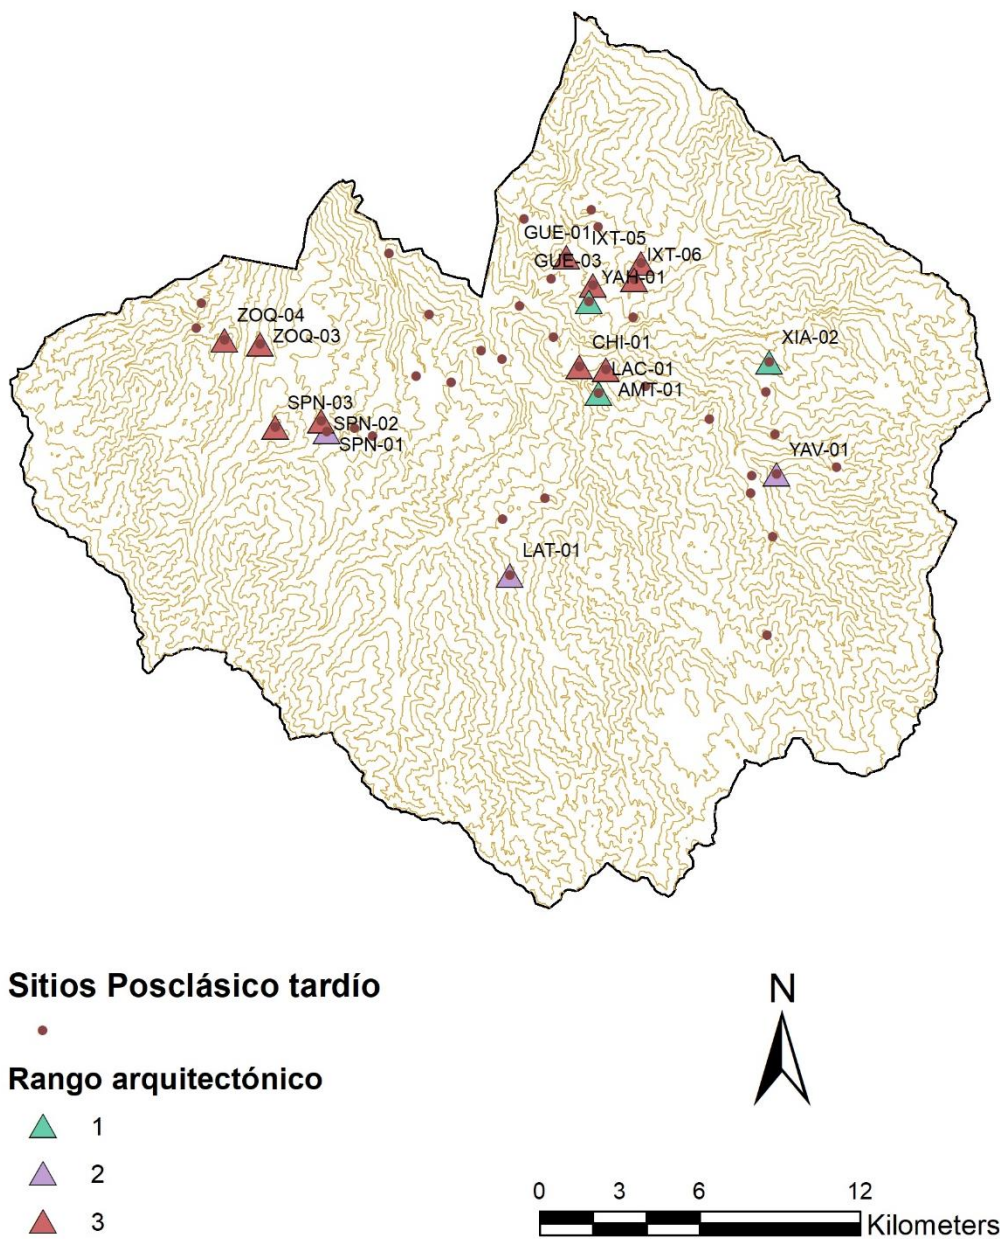 GUE-01
IXT-05
GUE-03
IXT-06
YAH-01
ZOQ-04
ZOQ-03
CHI-01
XIA-02
LAC-01
AMT-01
SPN-03
SPN-02
SPN-01
YAV-01
LAT-01
Sitios Posclásico tardío
N
Rango arquitectónico
1
2
3
0 3 6 12
Kilometers